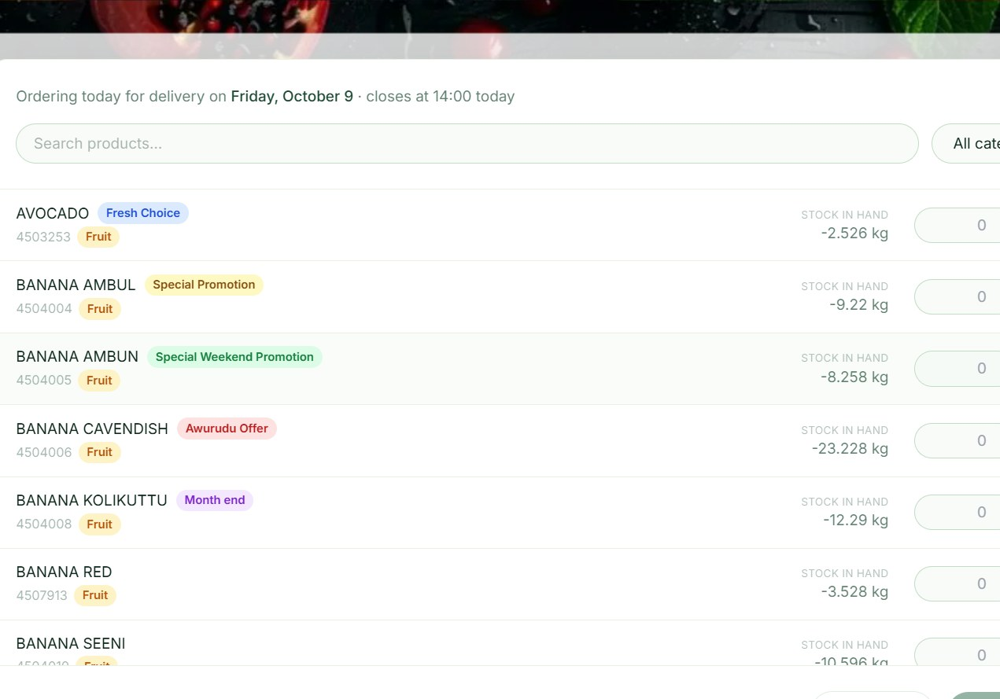 Ordering today for delivery on Friday, October 9 · closes at 14:00 today
Search products...
All cate
AVOCADO Fresh Choice
4503253 Fruit
STOCK IN HAND
-2.526 kg
0
BANANA AMBUL Special Promotion
4504004 Fruit
STOCK IN HAND
-9.22 kg
0
BANANA AMBUN Special Weekend Promotion
4504005 Fruit
STOCK IN HAND
-8.258 kg
0
BANANA CAVENDISH Awurudu Offer
4504006 Fruit
STOCK IN HAND
-23.228 kg
0
BANANA KOLIKUTTU Month end
4504008 Fruit
STOCK IN HAND
-12.29 kg
0
BANANA RED
4507913 Fruit
STOCK IN HAND
-3.528 kg
0
BANANA SEENI
Fruit
STOCK IN HAND
-10.596 kg
0